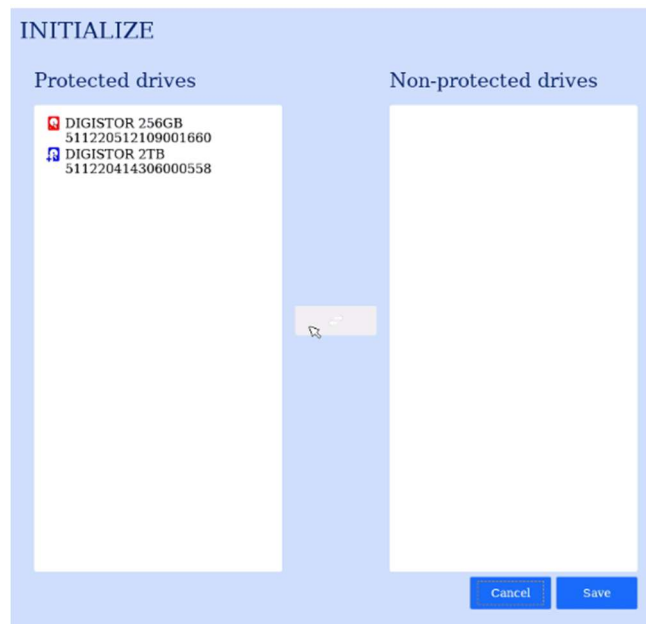 INITIALIZE
Protected drives
Non-protected drives
DIGISTOR 256GB
511220512109001660
DIGISTOR 2TB
511220414306000558
Cancel
Save